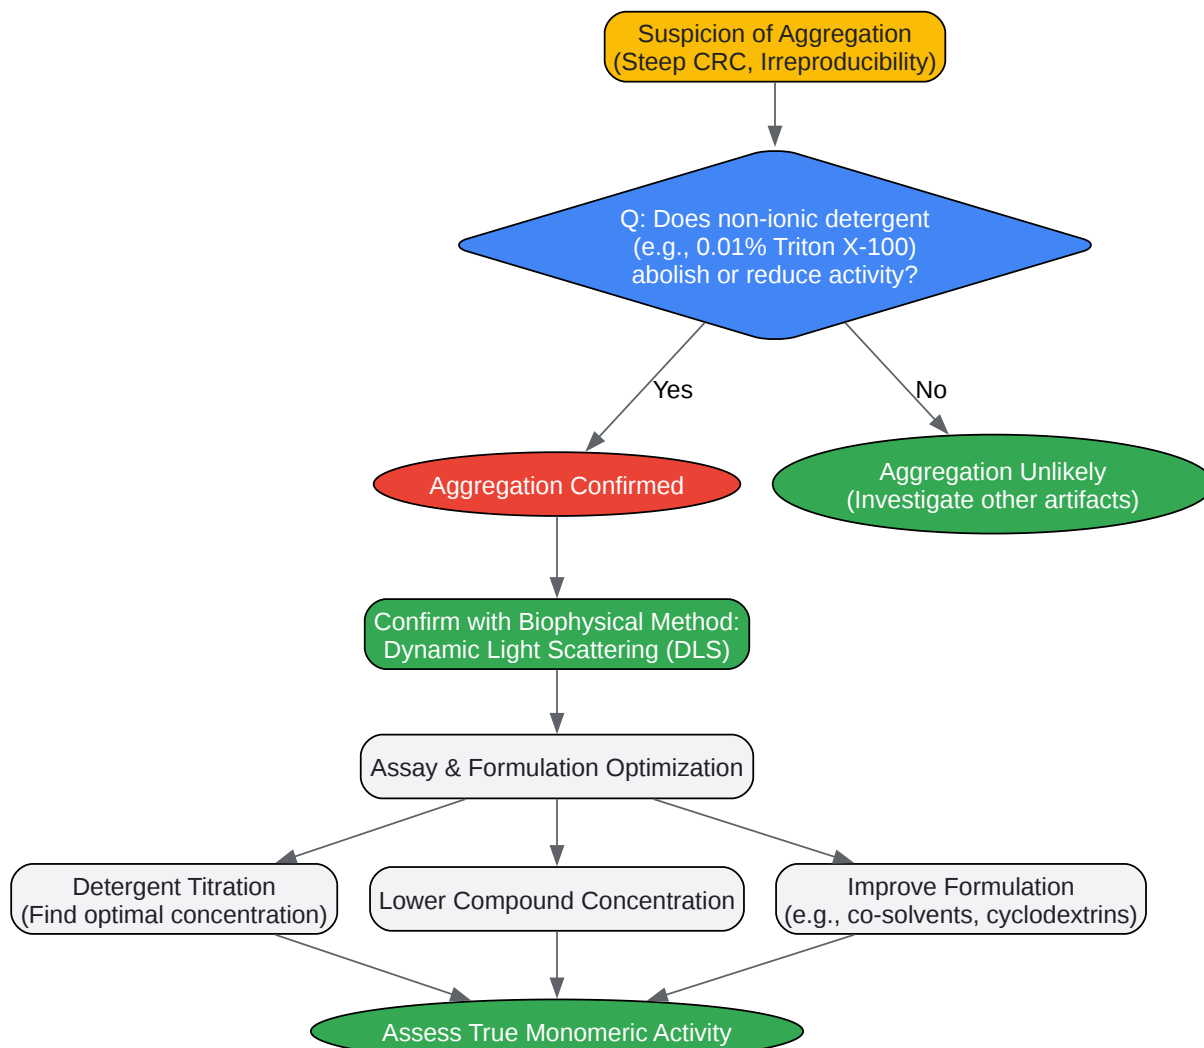 Suspicion of Aggregation
(Steep CRC, Irreproducibility)
Q: Does non-ionic detergent
(e.g., 0.01% Triton X-100)
abolish or reduce activity?
Yes
No
Aggregation Confirmed
Aggregation Unlikely
(Investigate other artifacts)
Confirm with Biophysical Method:
Dynamic Light Scattering (DLS)
Assay & Formulation Optimization
Detergent Titration
(Find optimal concentration)
Lower Compound Concentration
Improve Formulation
(e.g., co-solvents, cyclodextrins)
Assess True Monomeric Activity